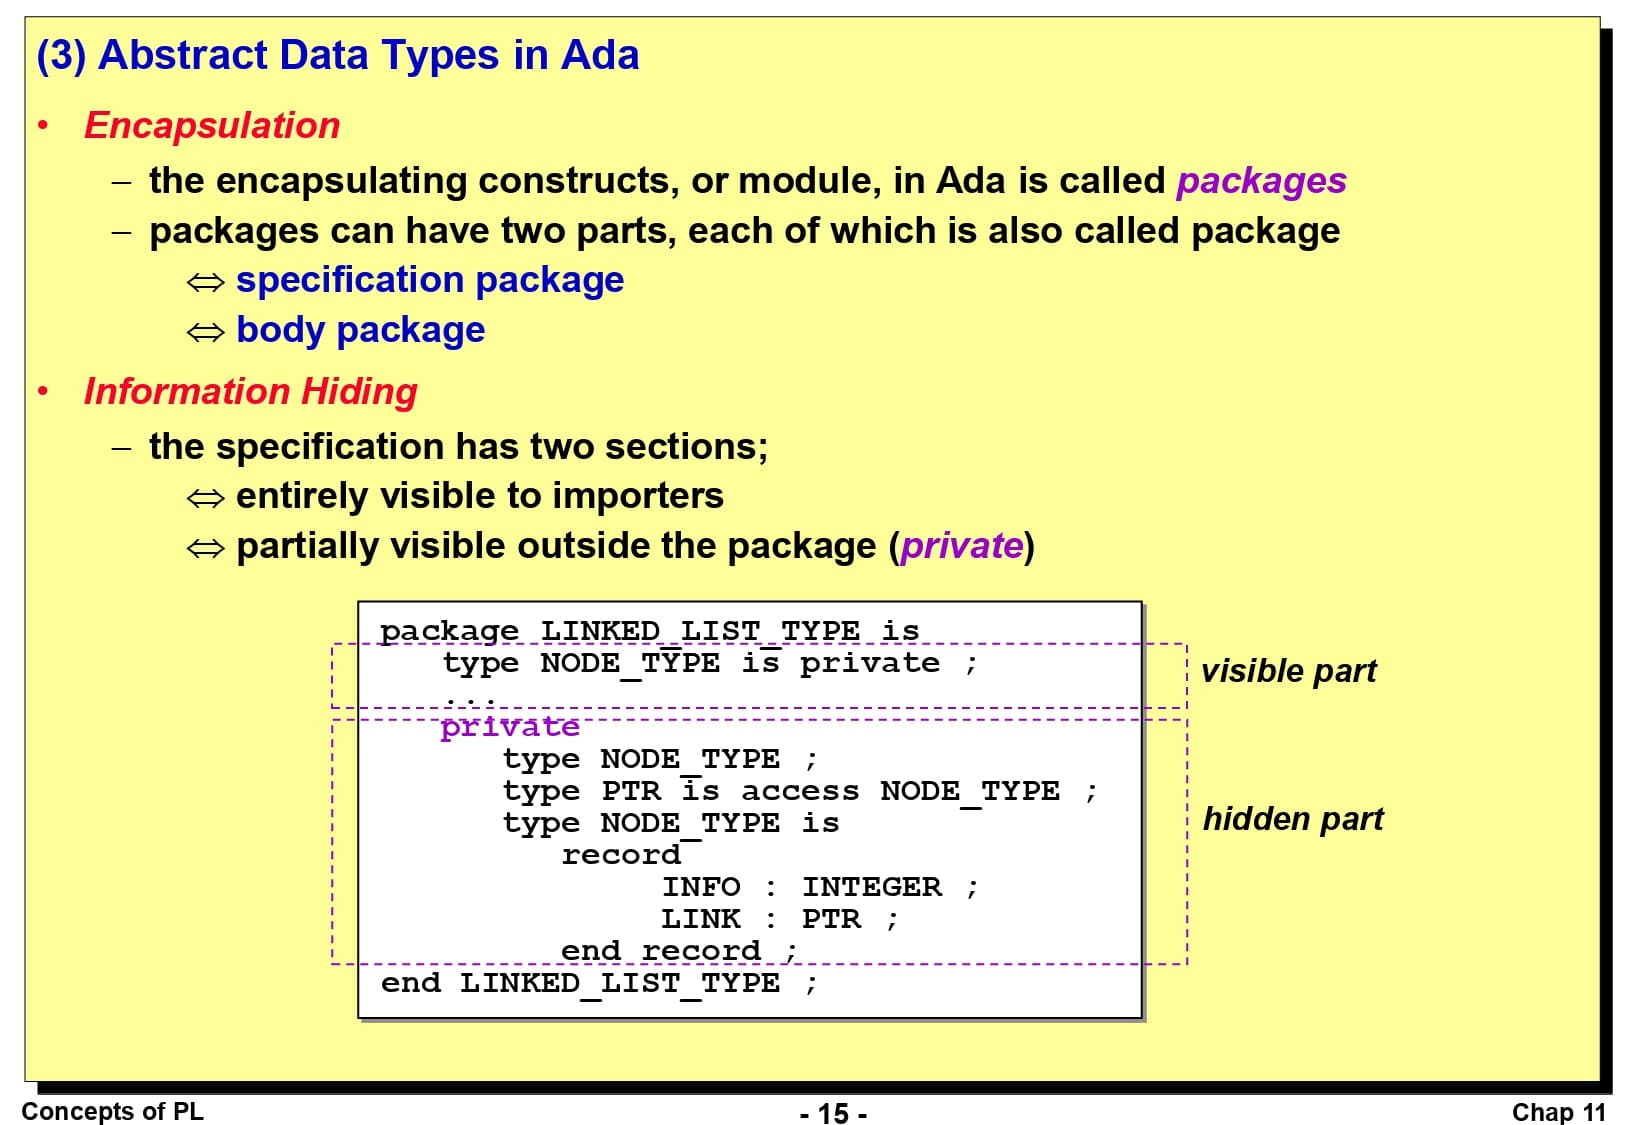 (3) Abstract Data Types in Ada
• Encapsulation
– the encapsulating constructs, or module, in Ada is called packages
– packages can have two parts, each of which is also called package
⇔ specification package
⇔ body package
• Information Hiding
– the specification has two sections;
⇔ entirely visible to importers
⇔ partially visible outside the package (private)
package LINKED_LIST_TYPE is
type NODE_TYPE is private ;
...
private
type NODE_TYPE ;
type PTR is access NODE_TYPE ;
type NODE_TYPE is
record
INFO : INTEGER ;
LINK : PTR ;
end record ;
end LINKED_LIST_TYPE ;
visible part
hidden part
Concepts of PL
- 15 -
Chap 11